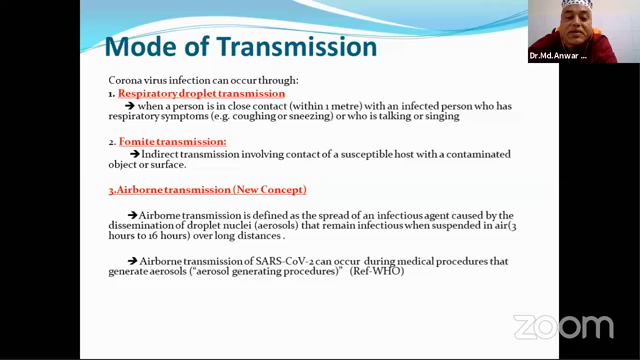 Mode of Transmission
Dr.Md.Anwar ...
Corona virus infection can occur through:
1. Respiratory droplet transmission
➔ when a person is in close contact (within 1 metre) with an infected person who has
respiratory symptoms (e.g. coughing or sneezing) or who is talking or singing
2. Fomite transmission:
➔ Indirect transmission involving contact of a susceptible host with a contaminated
object or surface.
3.Airborne transmission (New Concept)
➔ Airborne transmission is defined as the spread of an infectious agent caused by the
dissemination of droplet nuclei (aerosols) that remain infectious when suspended in air(3
hours to 16 hours) over long distances .
➔ Airborne transmission of SARS-CoV-2 can occur during medical procedures that
generate aerosols ("aerosol generating procedures)" (Ref-WHO)
zoom